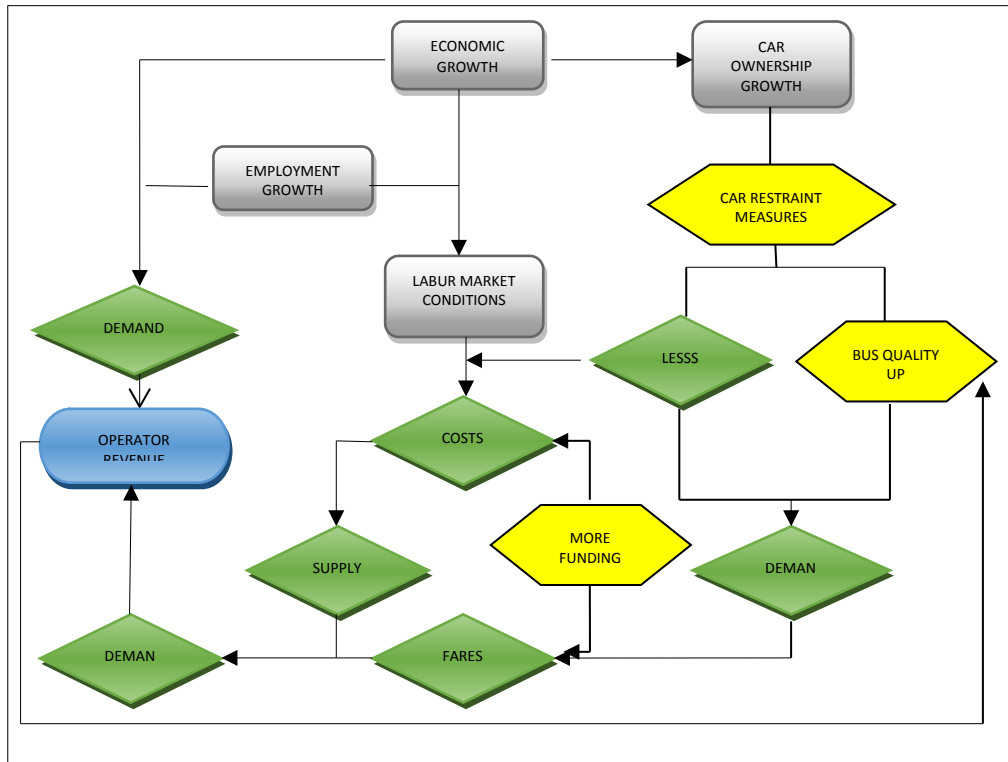 ECONOMIC
GROWTH
CAR
OWNERSHIP
GROWTH
EMPLOYMENT
GROWTH
CAR RESTRAINT
MEASURES
LABUR MARKET
CONDITIONS
DEMAND
LESSS
BUS QUALITY
UP
OPERATOR
REVENUE
COSTS
MORE
FUNDING
SUPPLY
DEMAN
DEMAN
FARES